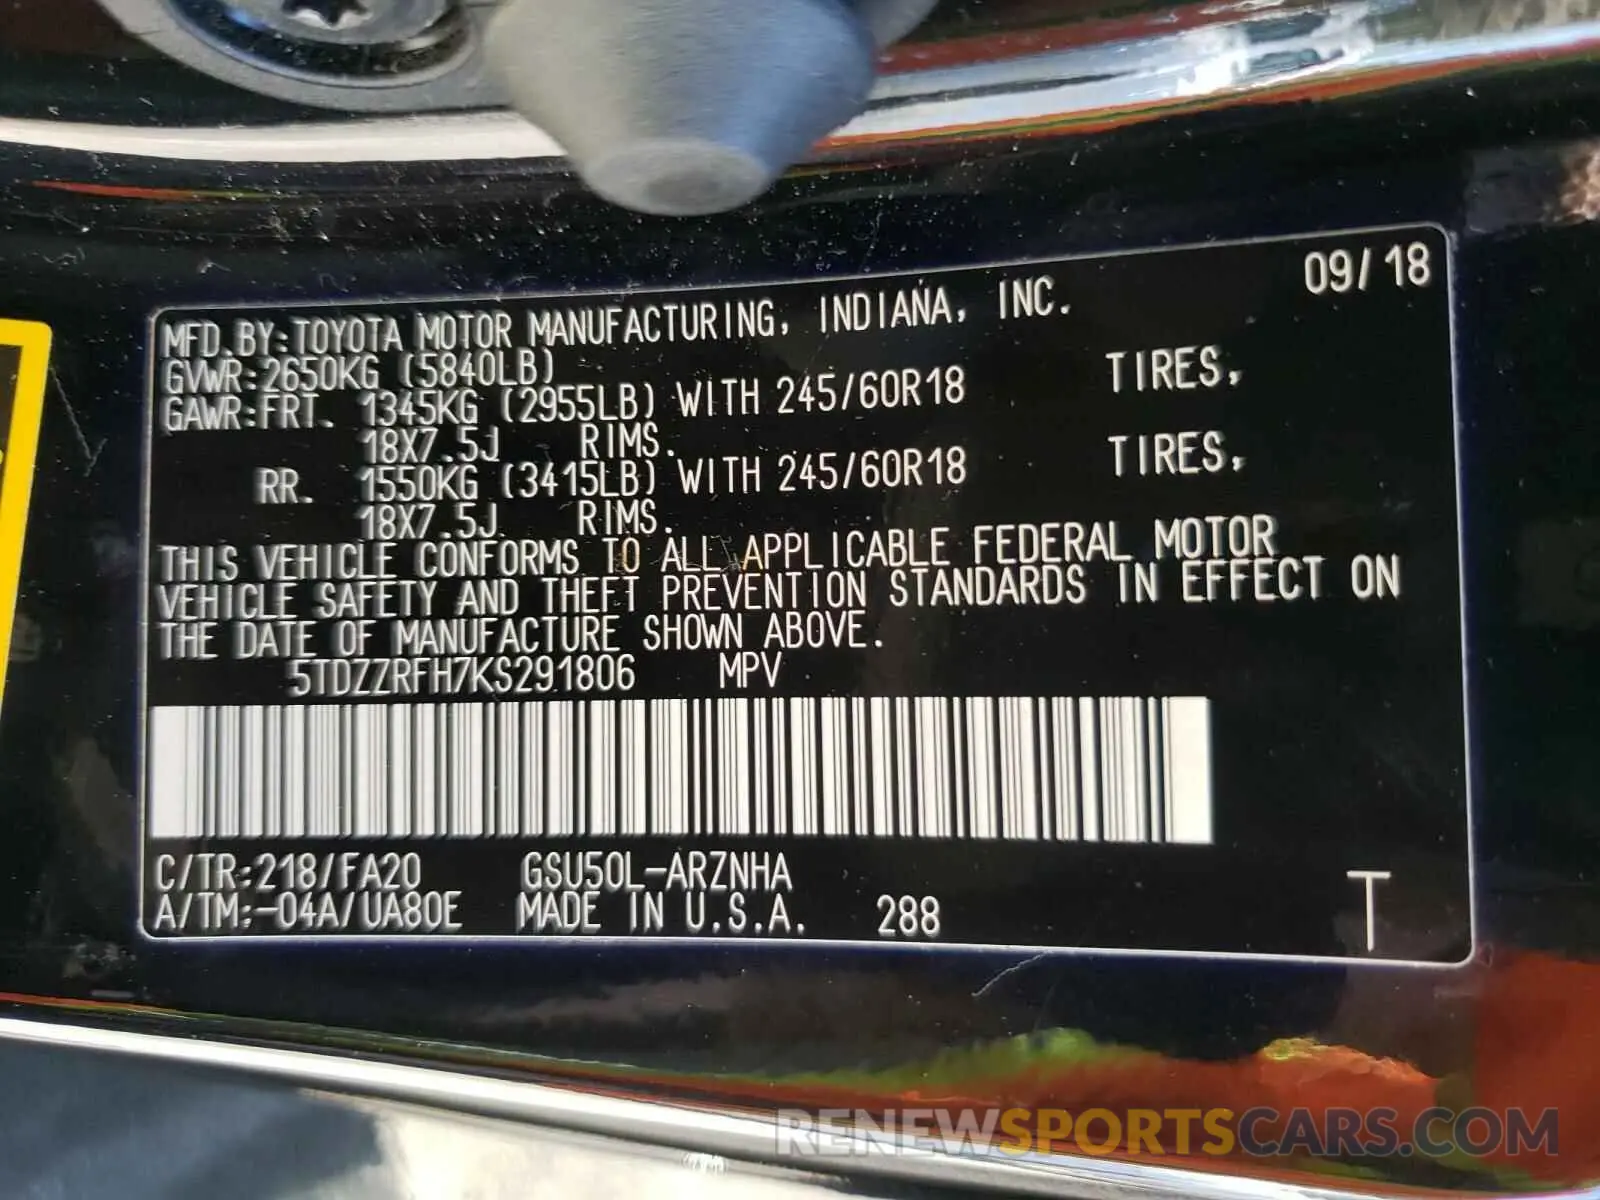 09/18
MFD.BY:TOYOTA MOTOR MANUFACTURING, INDIANA, INC.
GVWR:2650KG (5840LB)
GAWR:FRT. 1345KG (2955LB) WITH 245/60R18 TIRES,
18X7.5J RIMS.
RR. 1550KG (3415LB) WITH 245/60R18 TIRES,
18X7.5J RIMS.
THIS VEHICLE CONFORMS TO ALL APPLICABLE FEDERAL MOTOR
VEHICLE SAFETY AND THEFT PREVENTION STANDARDS IN EFFECT ON
THE DATE OF MANUFACTURE SHOWN ABOVE.
5TDZZRFH7KS291806 MPV
C/TR:218/FA20 GSU50L-ARZNHA
A/TM:-04A/UA80E MADE IN U.S.A. 288 T
RENEWSPORTSCARS.COM